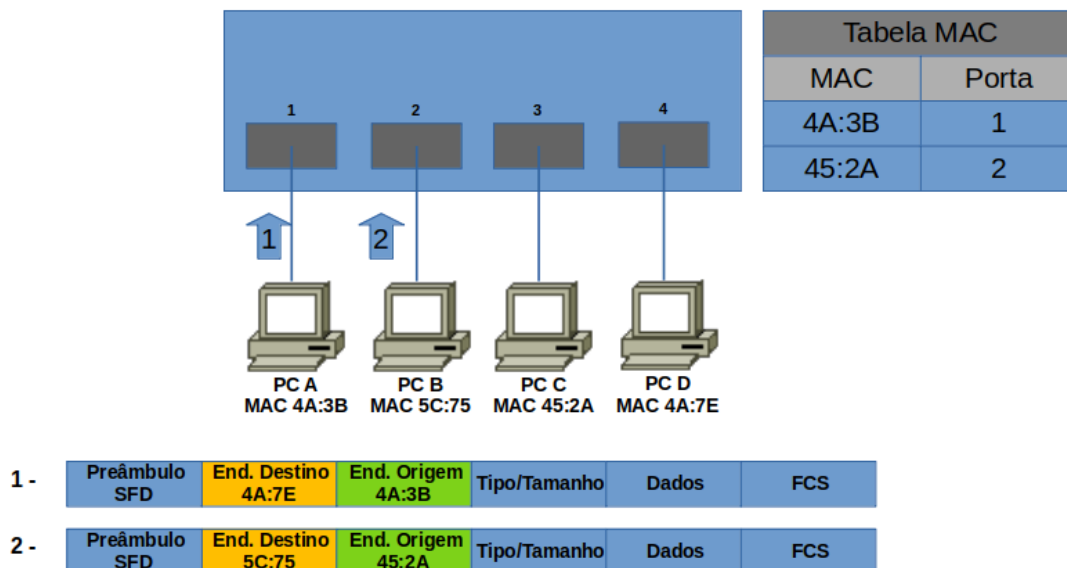 Tabela MAC
MAC Porta
4A:3B 1
45:2A 2
1 2 3 4
1 2
PC A PC B PC C PC D
MAC 4A:3B MAC 5C:75 MAC 45:2A MAC 4A:7E
1 - Preâmbulo SFD End. Destino 4A:7E End. Origem 4A:3B Tipo/Tamanho Dados FCS
2 - Preâmbulo SFD End. Destino 5C:75 End. Origem 45:2A Tipo/Tamanho Dados FCS